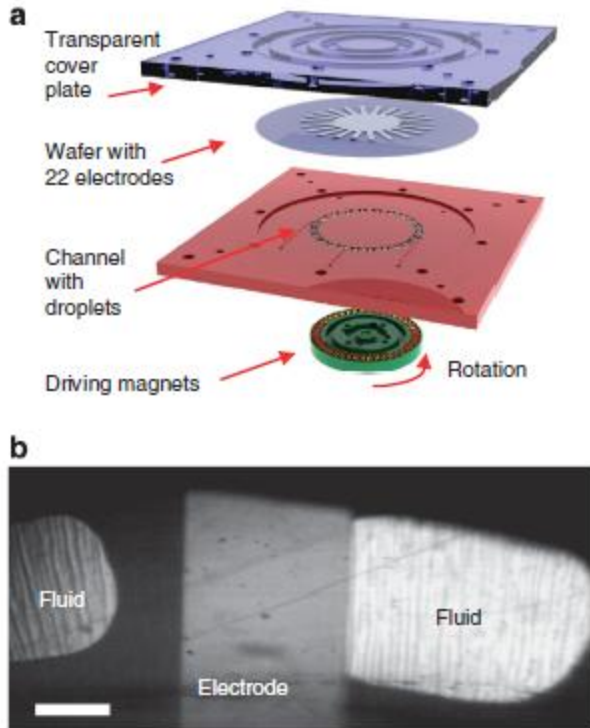 a
Transparent
cover
plate
Wafer with
22 electrodes
Channel
with
droplets
Driving magnets
Rotation
b
Fluid
Fluid
Electrode